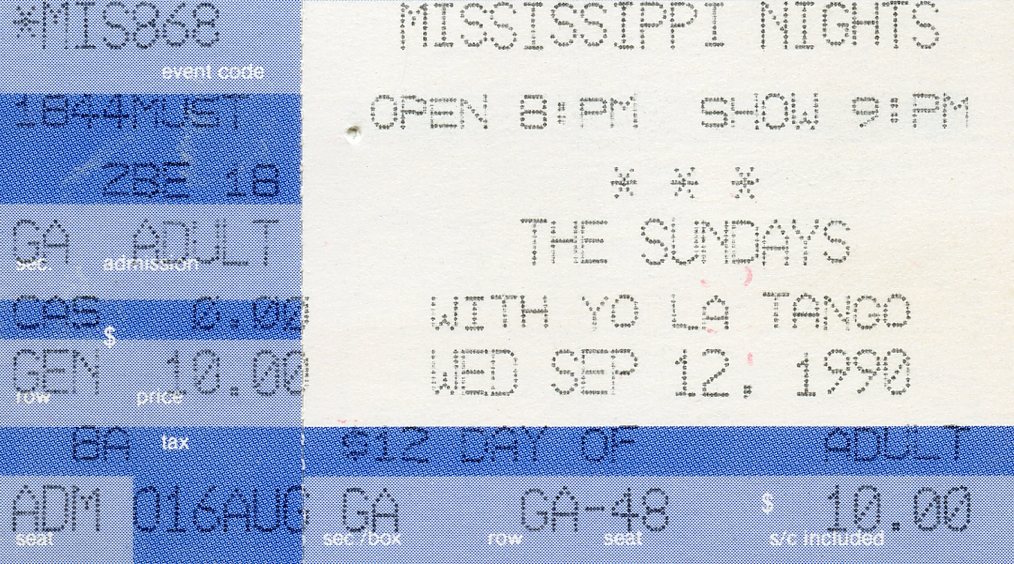 *MIS868
event code
1844MUST
2BE 18
GA ADULT
sec. admission
CAS 0.00
$
GEN 10.00
row price
8A tax
ADM 016AUG
seat
MISSISSIPPI NIGHTS
OPEN 8:PM SHOW 9:PM
* * *
THE SUNDAYS
WITH YO LA TANGO
WED SEP 12, 1990
$12 DAY OF ADULT
GA GA-48 $ 10.00
sec/box row seat s/c included